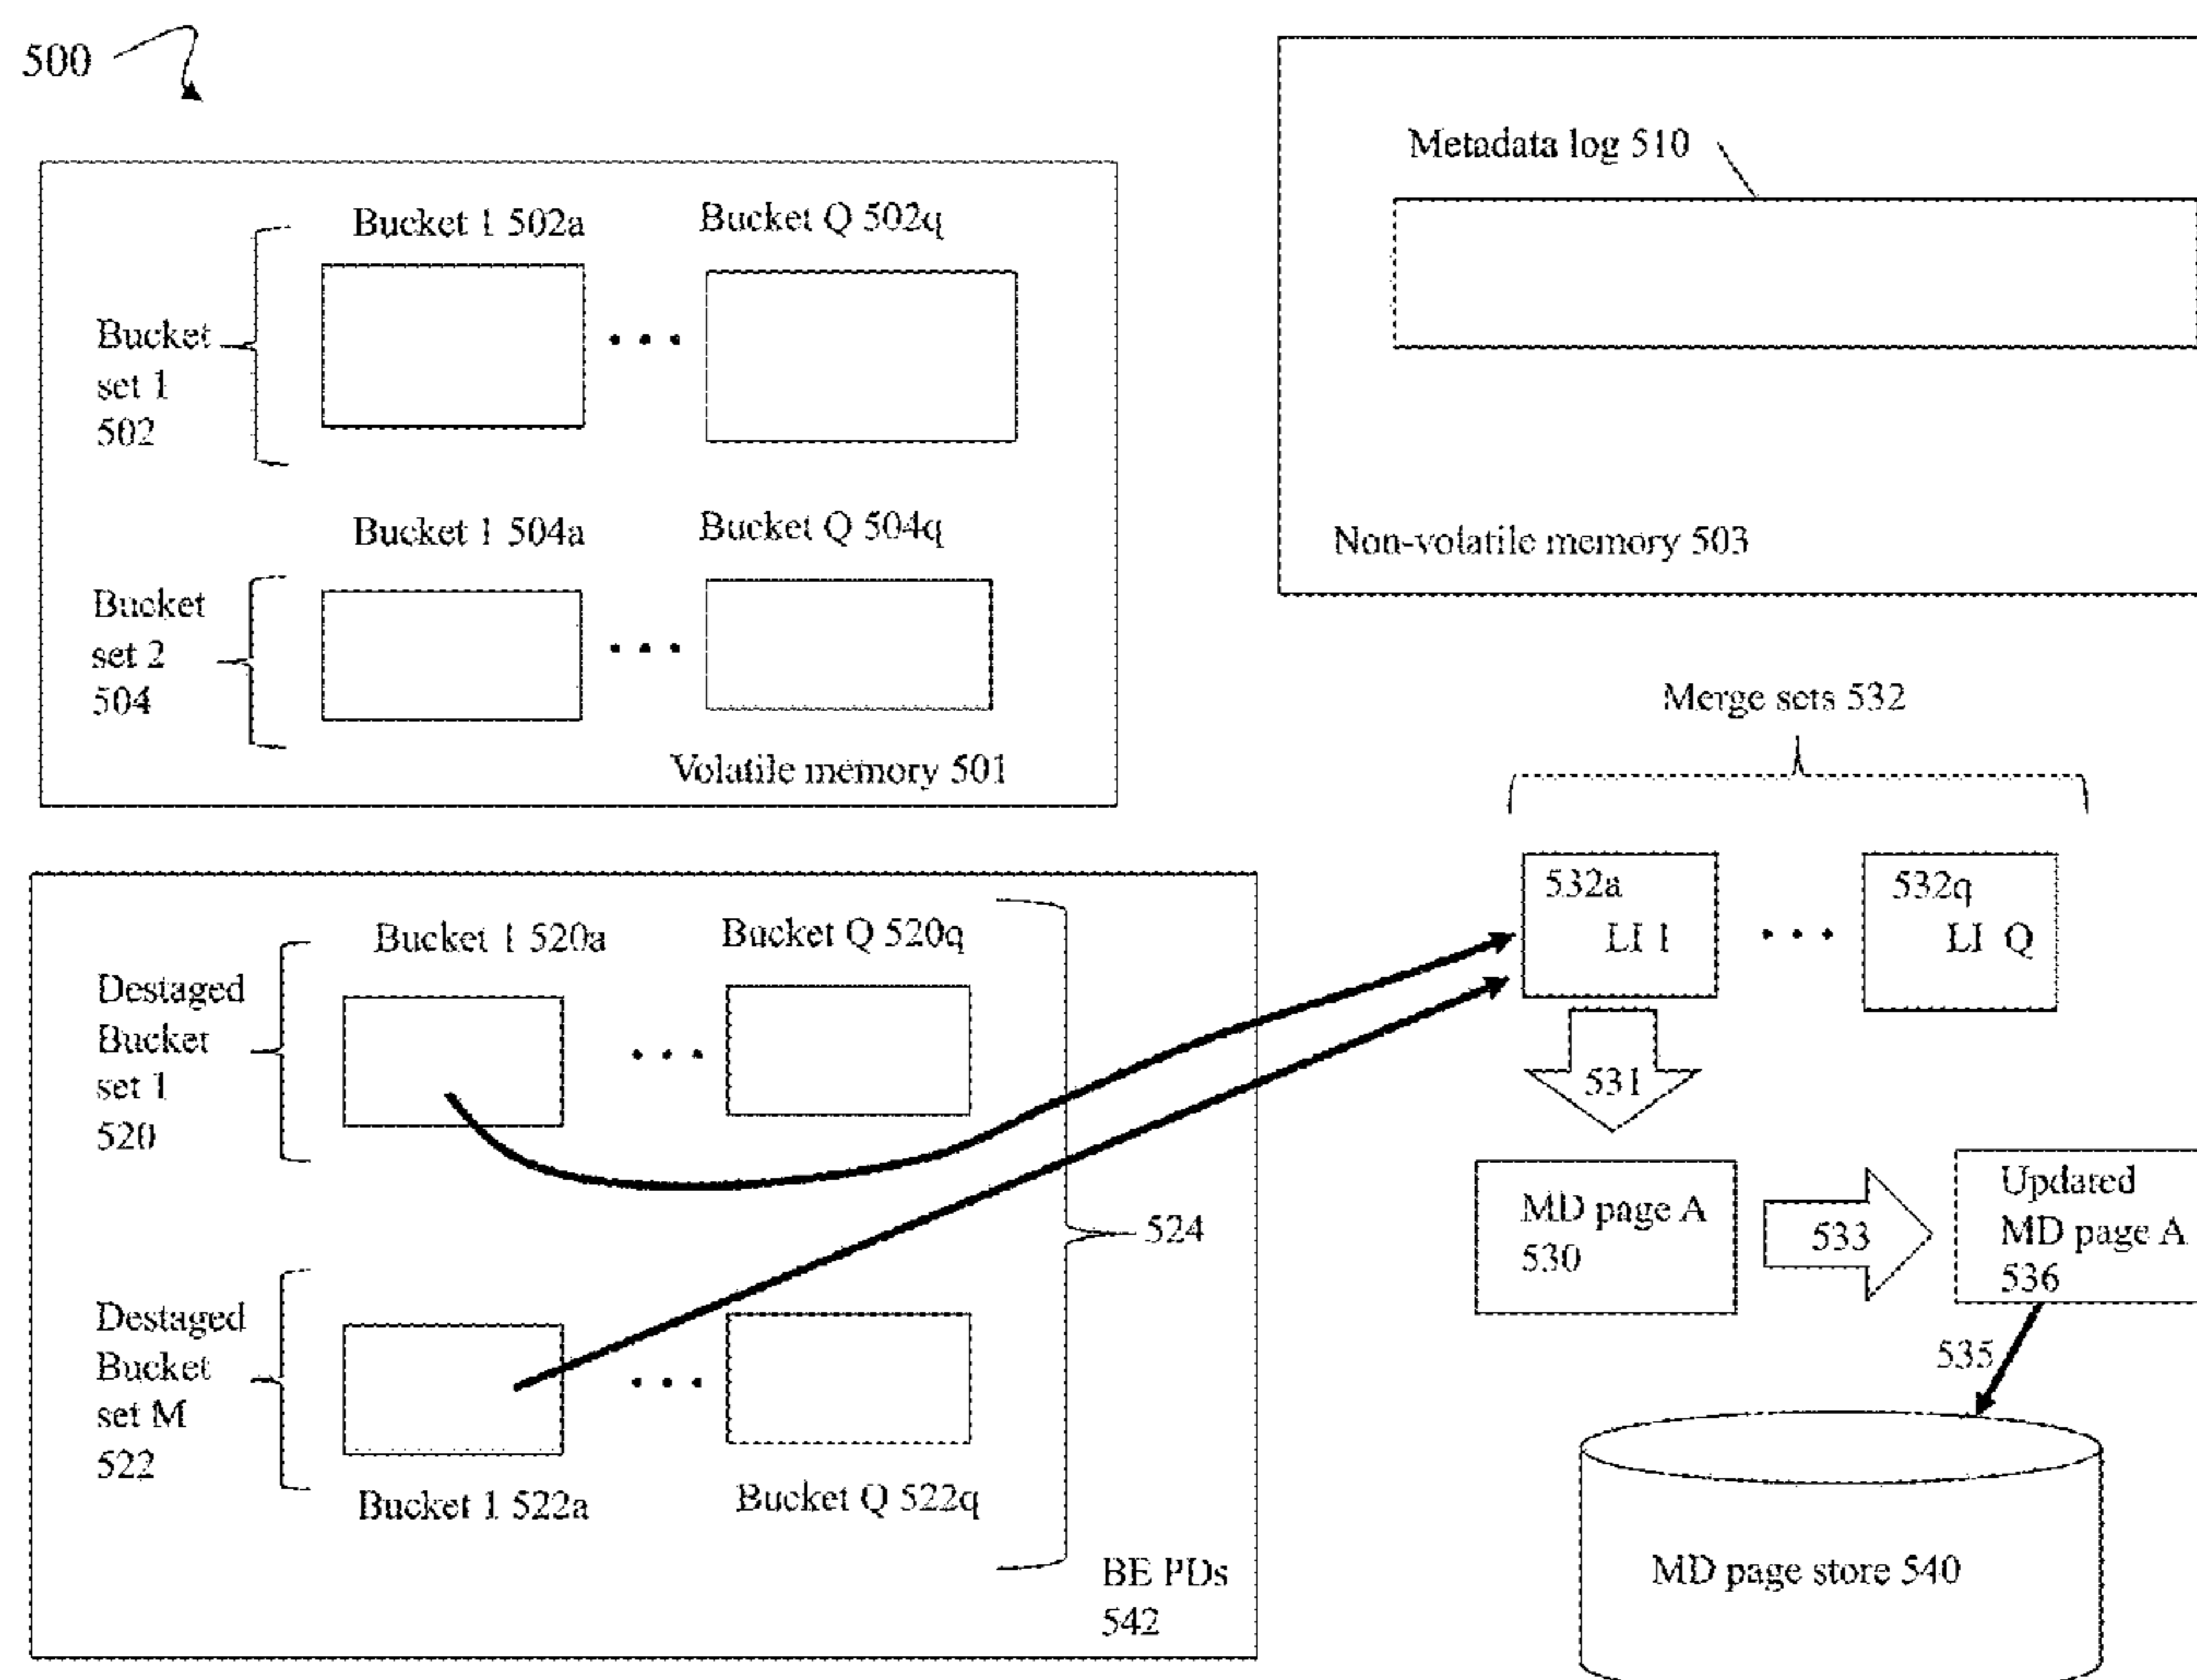 500
Metadata log 510
Non-volatile memory 503
Bucket 1 502a
Bucket Q 502q
Bucket
set 1
502
Bucket 1 504a
Bucket Q 504q
Bucket
set 2
504
Volatile memory 501
Merge sets 532
532a
LI 1
532q
LI Q
531
MD page A
530
533
Updated
MD page A
536
535
MD page store 540
Bucket 1 520a
Bucket Q 520q
Destaged
Bucket
set 1
520
524
Destaged
Bucket
set M
522
Bucket 1 522a
Bucket Q 522q
BE PDs
542